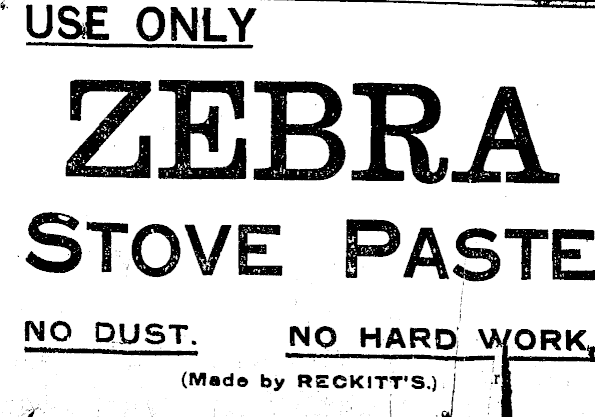 USE ONLY
ZEBRA
STOVE PASTE
NO DUST. NO HARD WORK.
(Made by RECKITT'S.)